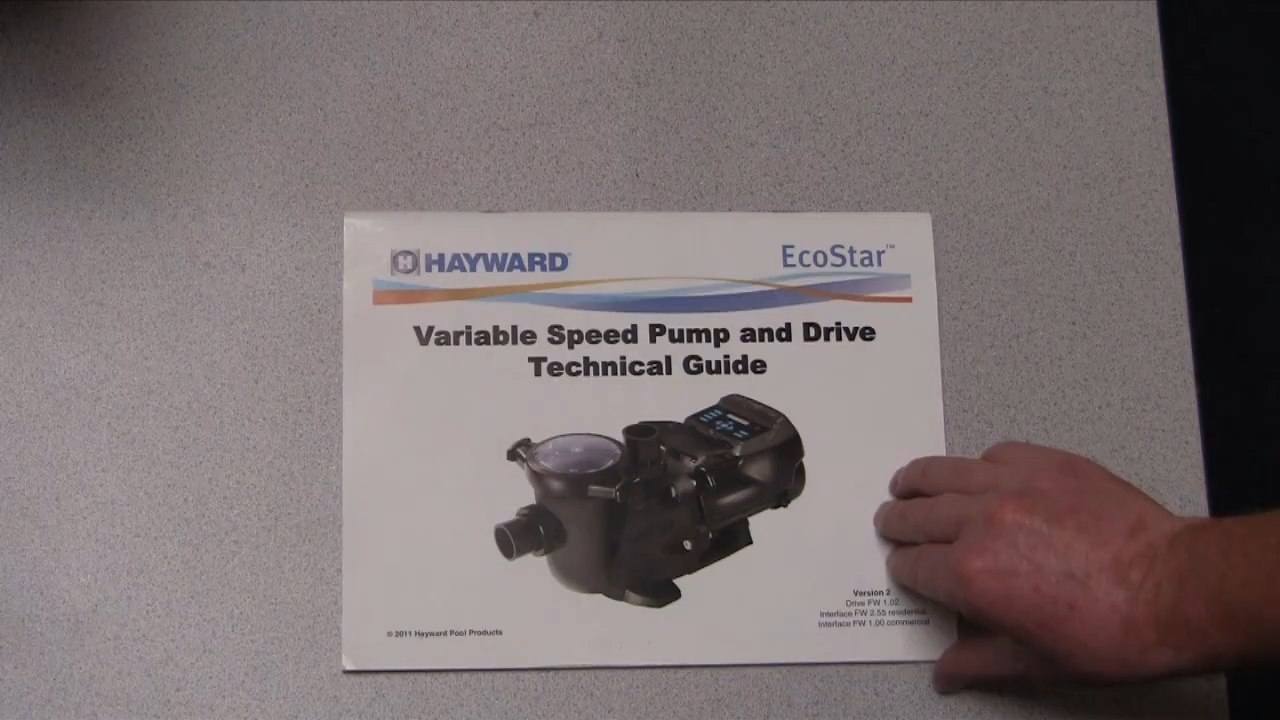 HAYWARD®
EcoStar™
Variable Speed Pump and Drive
Technical Guide
Version 2
Drive FW 1.02
Interface FW 2.55 residential
Interface FW 1.00 commercial
© 2011 Hayward Pool Products